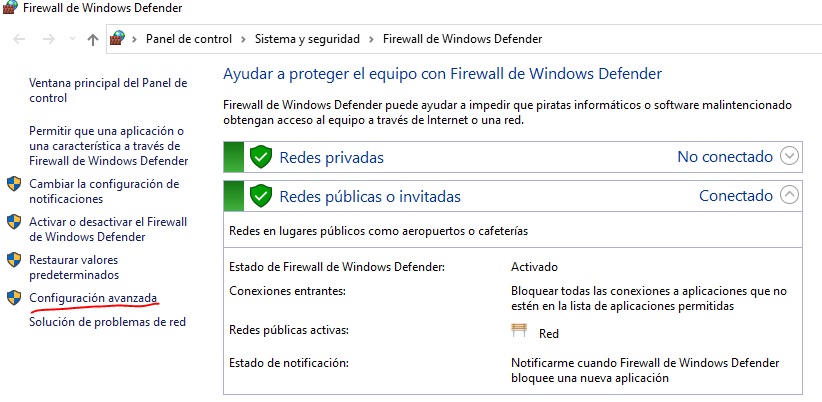 Firewall de Windows Defender
Panel de control > Sistema y seguridad > Firewall de Windows Defender
Ventana principal del Panel de
control
Permitir que una aplicación o
una característica a través de
Firewall de Windows Defender
Cambiar la configuración de
notificaciones
Activar o desactivar el Firewall
de Windows Defender
Restaurar valores
predeterminados
Configuración avanzada
Solución de problemas de red
Ayudar a proteger el equipo con Firewall de Windows Defender
Firewall de Windows Defender puede ayudar a impedir que piratas informáticos o software malintencionado
obtengan acceso al equipo a través de Internet o una red.
Redes privadas No conectado
Redes públicas o invitadas Conectado
Redes en lugares públicos como aeropuertos o cafeterías
Estado de Firewall de Windows Defender: Activado
Conexiones entrantes: Bloquear todas las conexiones a aplicaciones que no
estén en la lista de aplicaciones permitidas
Redes públicas activas: Red
Estado de notificación: Notificarme cuando Firewall de Windows Defender
bloquee una nueva aplicación